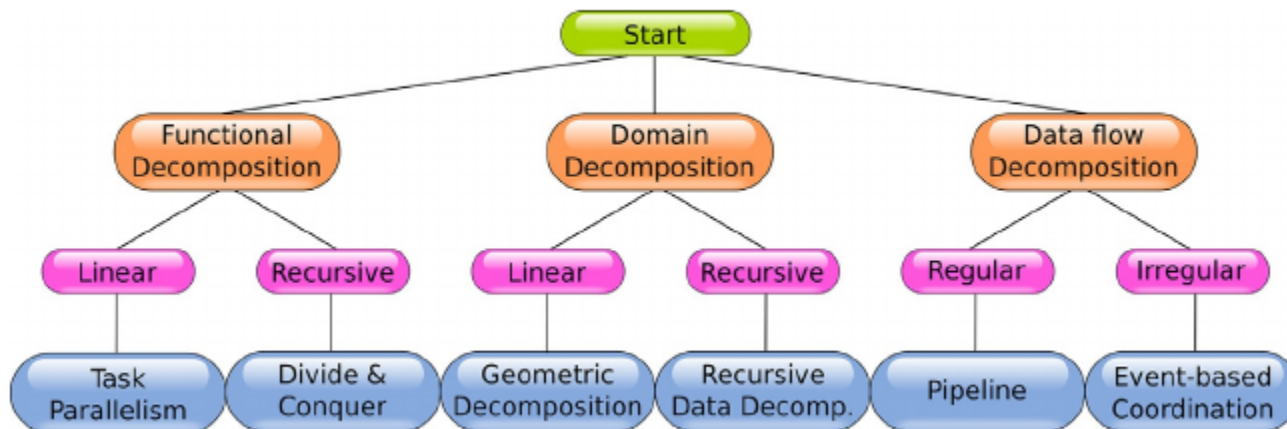 Start
Functional
Decomposition
Domain
Decomposition
Data flow
Decomposition
Linear
Recursive
Linear
Recursive
Regular
Irregular
Task
Parallelism
Divide &
Conquer
Geometric
Decomposition
Recursive
Data Decomp.
Pipeline
Event-based
Coordination